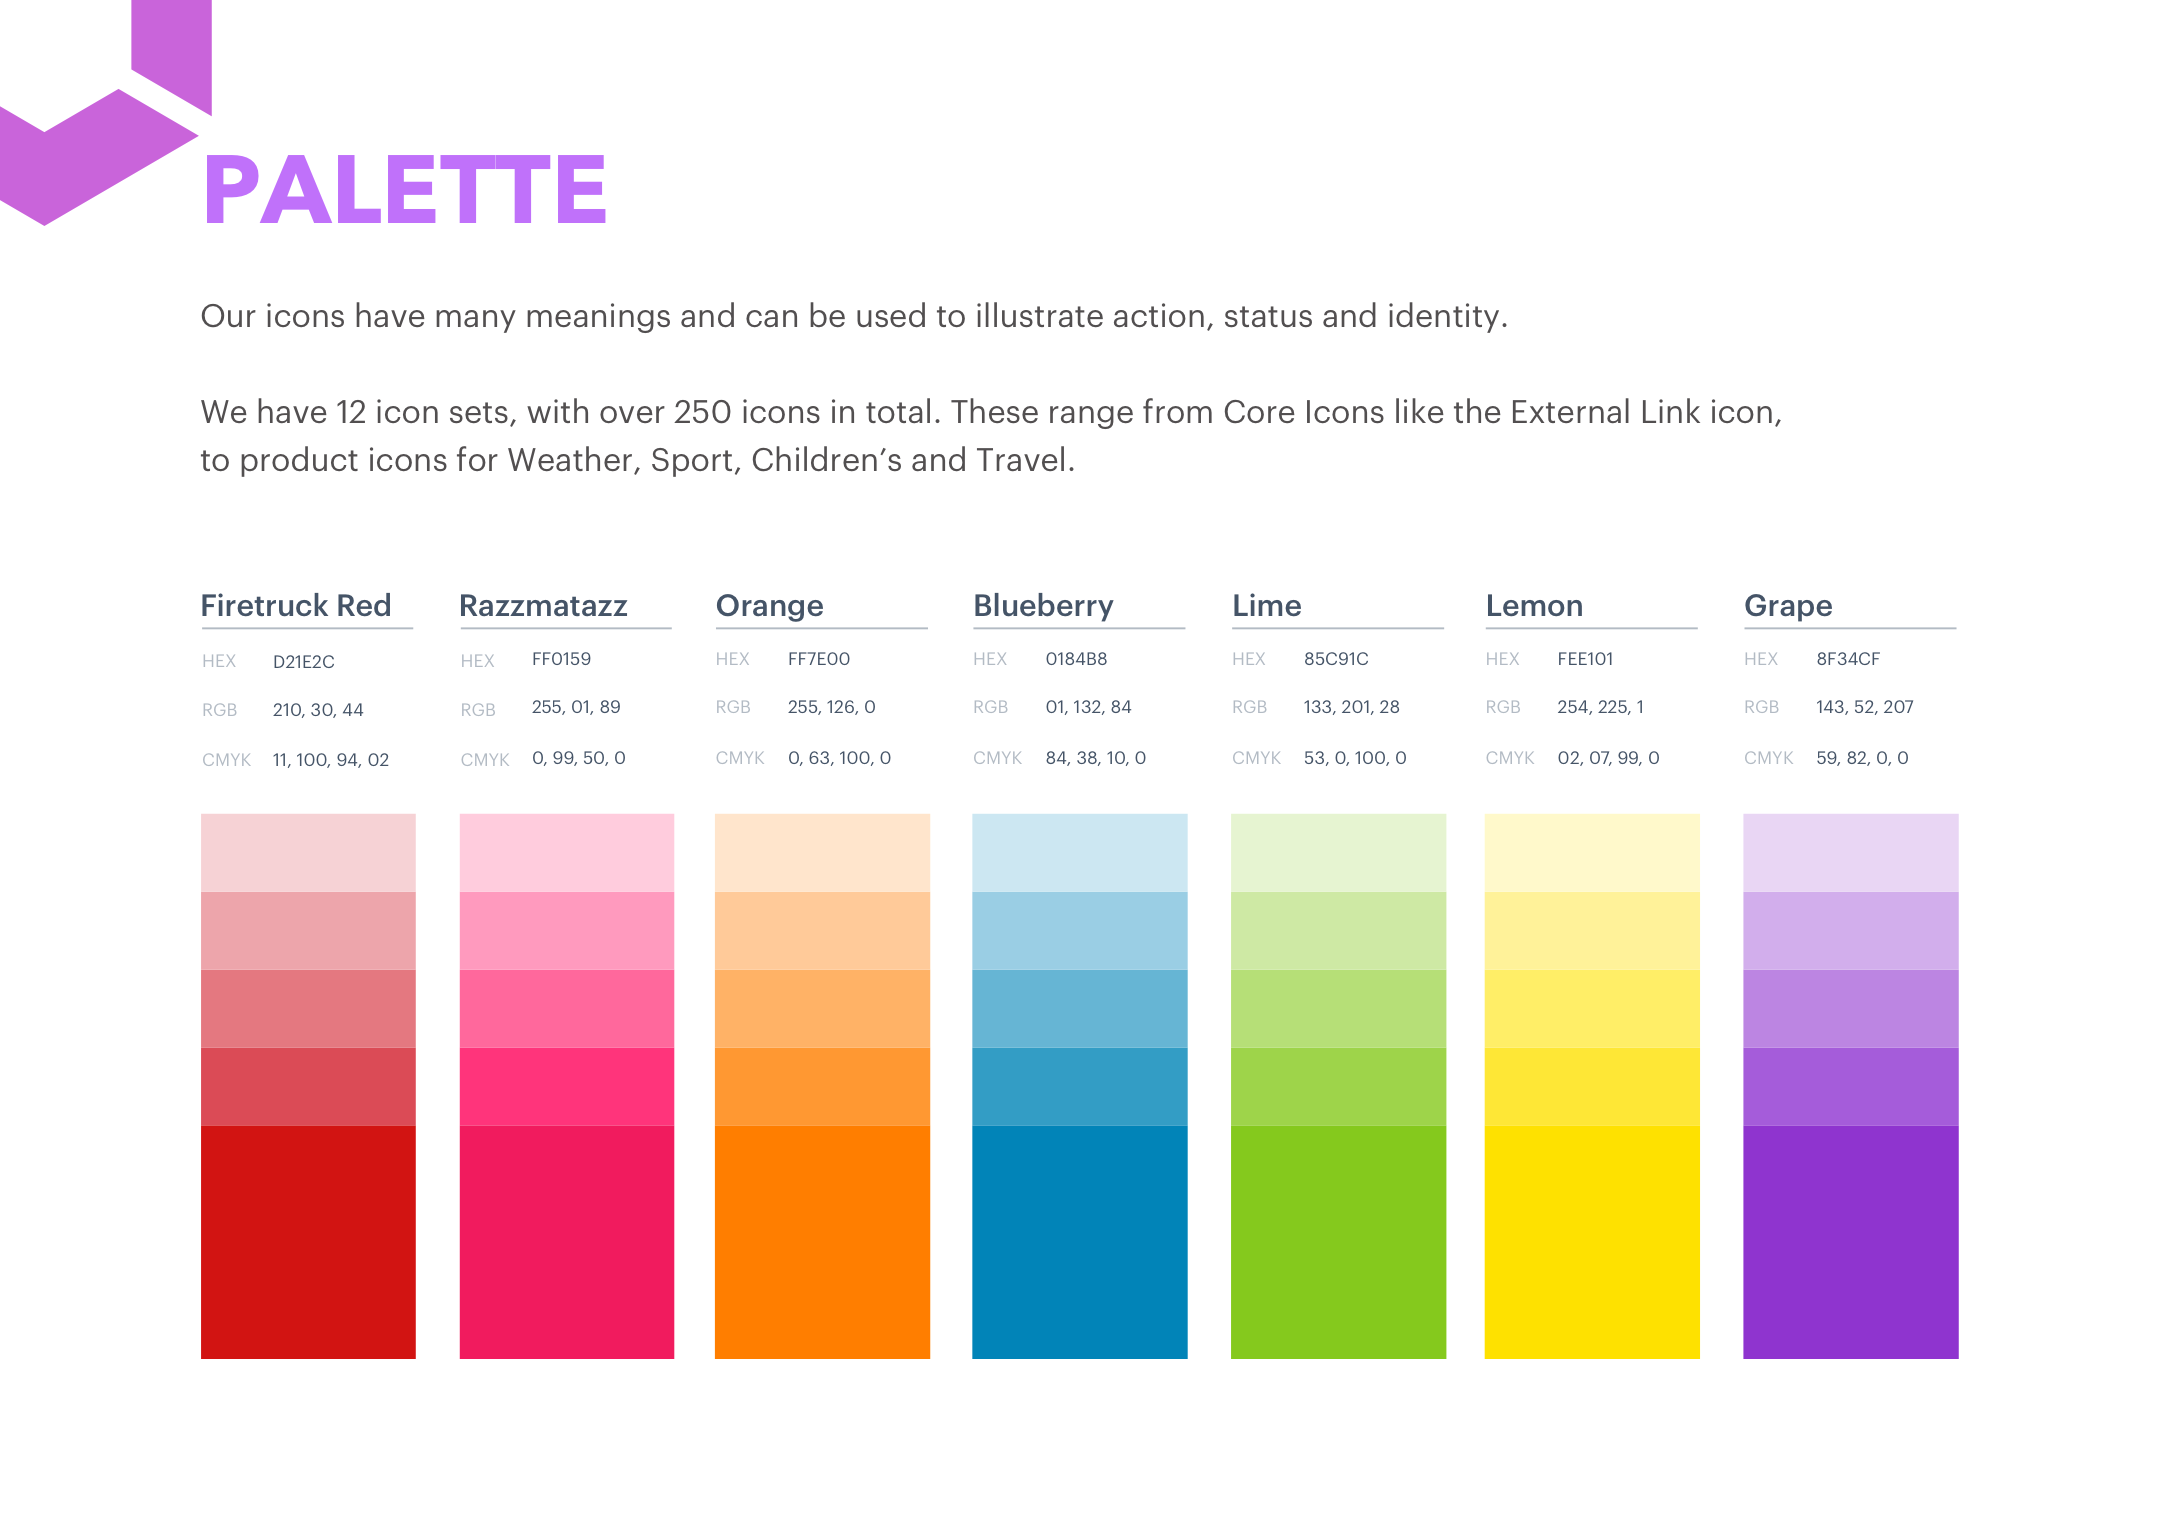 PALETTE
Our icons have many meanings and can be used to illustrate action, status and identity.
We have 12 icon sets, with over 250 icons in total. These range from Core Icons like the External Link icon,
to product icons for Weather, Sport, Children’s and Travel.
Firetruck Red
HEX D21E2C
RGB 210, 30, 44
CMYK 11, 100, 94, 02
Razzmatazz
HEX FF0159
RGB 255, 01, 89
CMYK 0, 99, 50, 0
Orange
HEX FF7E00
RGB 255, 126, 0
CMYK 0, 63, 100, 0
Blueberry
HEX 0184B8
RGB 01, 132, 84
CMYK 84, 38, 10, 0
Lime
HEX 85C91C
RGB 133, 201, 28
CMYK 53, 0, 100, 0
Lemon
HEX FEE101
RGB 254, 225, 1
CMYK 02, 07, 99, 0
Grape
HEX 8F34CF
RGB 143, 52, 207
CMYK 59, 82, 0, 0